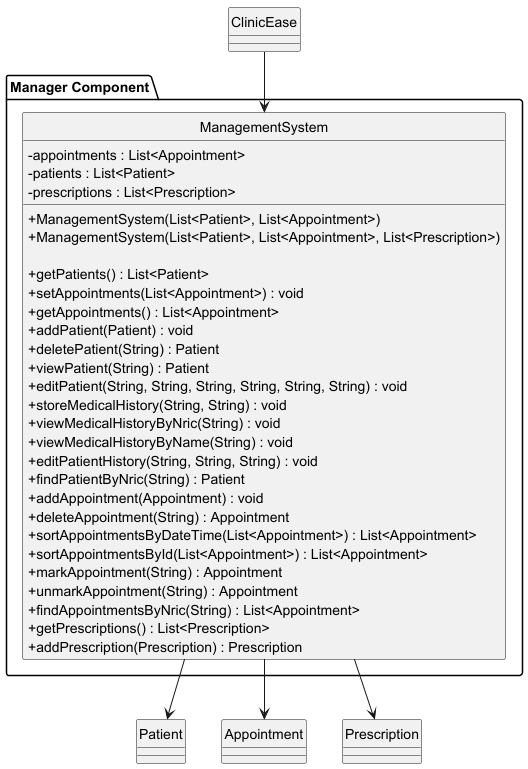 ClinicEase
Manager Component
ManagementSystem
-appointments : List<Appointment>
-patients : List<Patient>
-prescriptions : List<Prescription>
+ManagementSystem(List<Patient>, List<Appointment>)
+ManagementSystem(List<Patient>, List<Appointment>, List<Prescription>)
+getPatients() : List<Patient>
+setAppointments(List<Appointment>) : void
+getAppointments() : List<Appointment>
+addPatient(Patient) : void
+deletePatient(String) : Patient
+viewPatient(String) : Patient
+editPatient(String, String, String, String, String, String) : void
+storeMedicalHistory(String, String) : void
+viewMedicalHistoryByNric(String) : void
+viewMedicalHistoryByName(String) : void
+editPatientHistory(String, String, String) : void
+findPatientByNric(String) : Patient
+addAppointment(Appointment) : void
+deleteAppointment(String) : Appointment
+sortAppointmentsByDateTime(List<Appointment>) : List<Appointment>
+sortAppointmentsById(List<Appointment>) : List<Appointment>
+markAppointment(String) : Appointment
+unmarkAppointment(String) : Appointment
+findAppointmentsByNric(String) : List<Appointment>
+getPrescriptions() : List<Prescription>
+addPrescription(Prescription) : Prescription
Patient
Appointment
Prescription